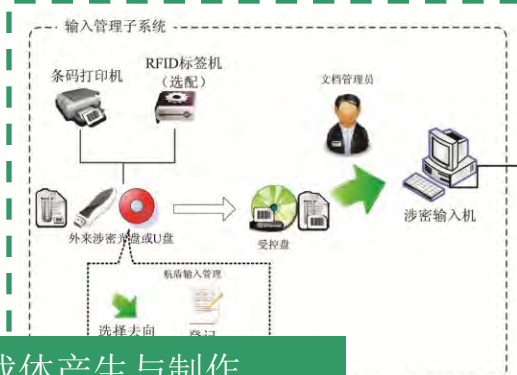 输入管理子系统
条码打印机
RFID标签机
（选配）
文档管理员
涉密输入机
外来涉密光盘或U盘
受控盘
航盾输入管理
选择去向
登记
载体产生与制作